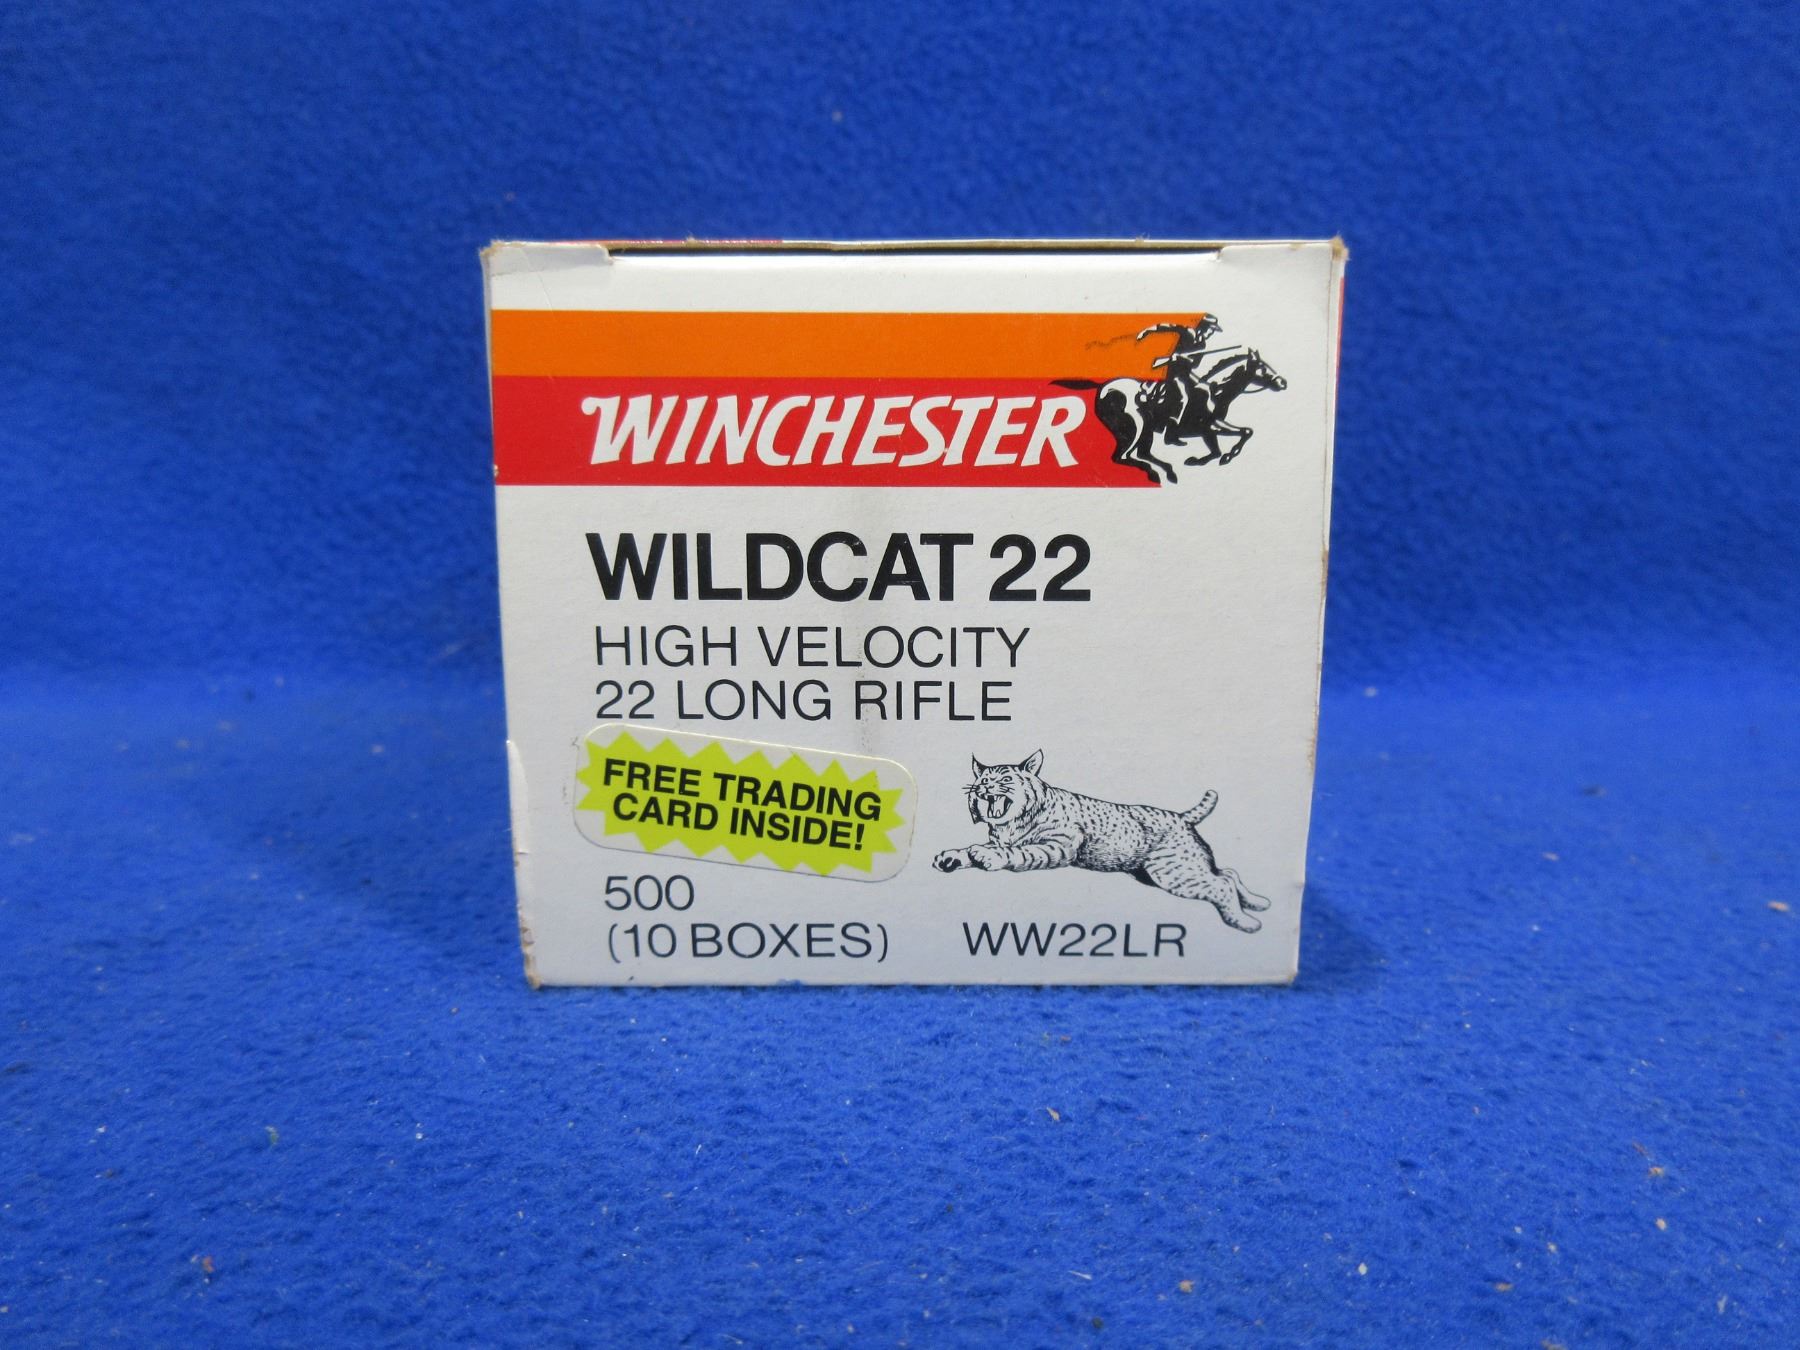 WINCHESTER
WILDCAT 22
HIGH VELOCITY
22 LONG RIFLE
FREE TRADING
CARD INSIDE!
500
(10 BOXES)
WW22LR